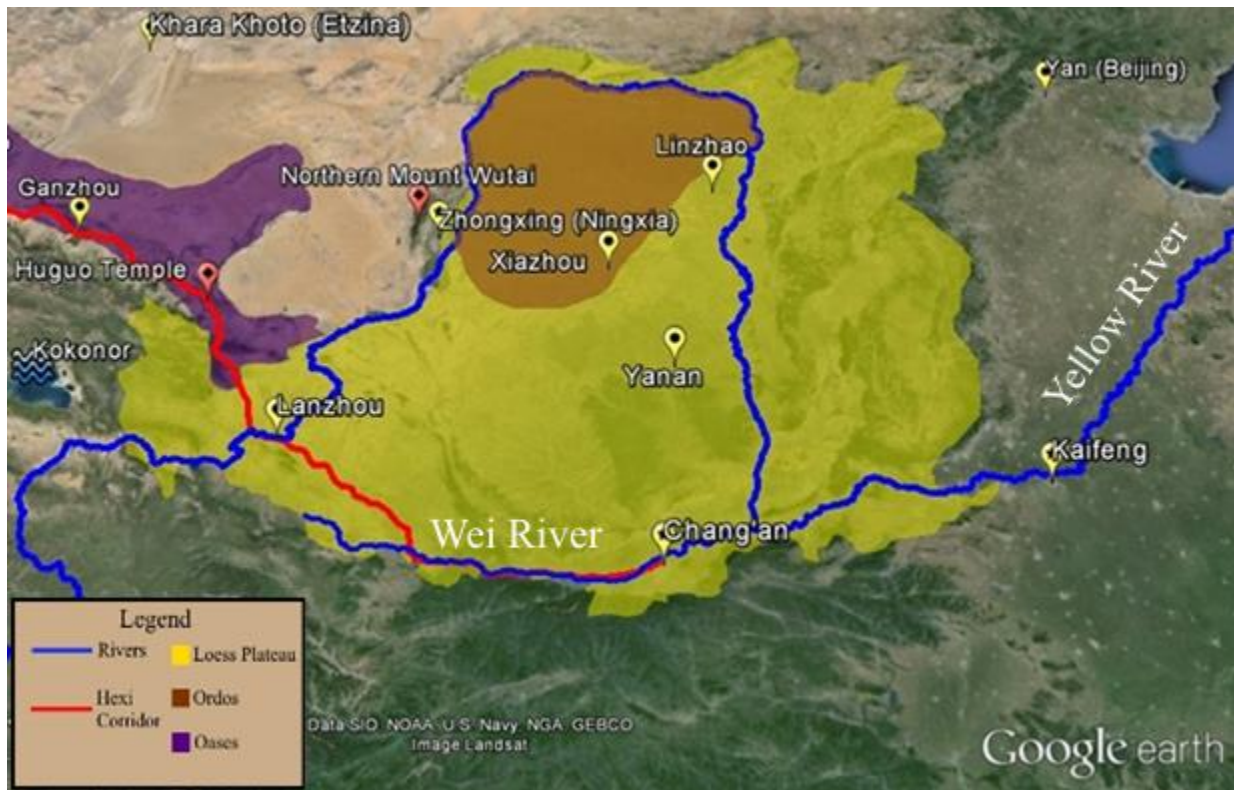 Khara Khoto (Etzina)
Yan (Beijing)
Linzhao
Northern Mount Wutai
Ganzhou
Zhongxing (Ningxia)
Xiazhou
Huguo Temple
Yellow River
Kokonor
Yanan
Lanzhou
Kaifeng
Wei River
Chang'an
Legend
Rivers
Loess Plateau
Hexi
Corridor
Ordos
Oases
Data SIO, NOAA, U.S. Navy, NGA, GEBCO
Image Landsat
Google earth